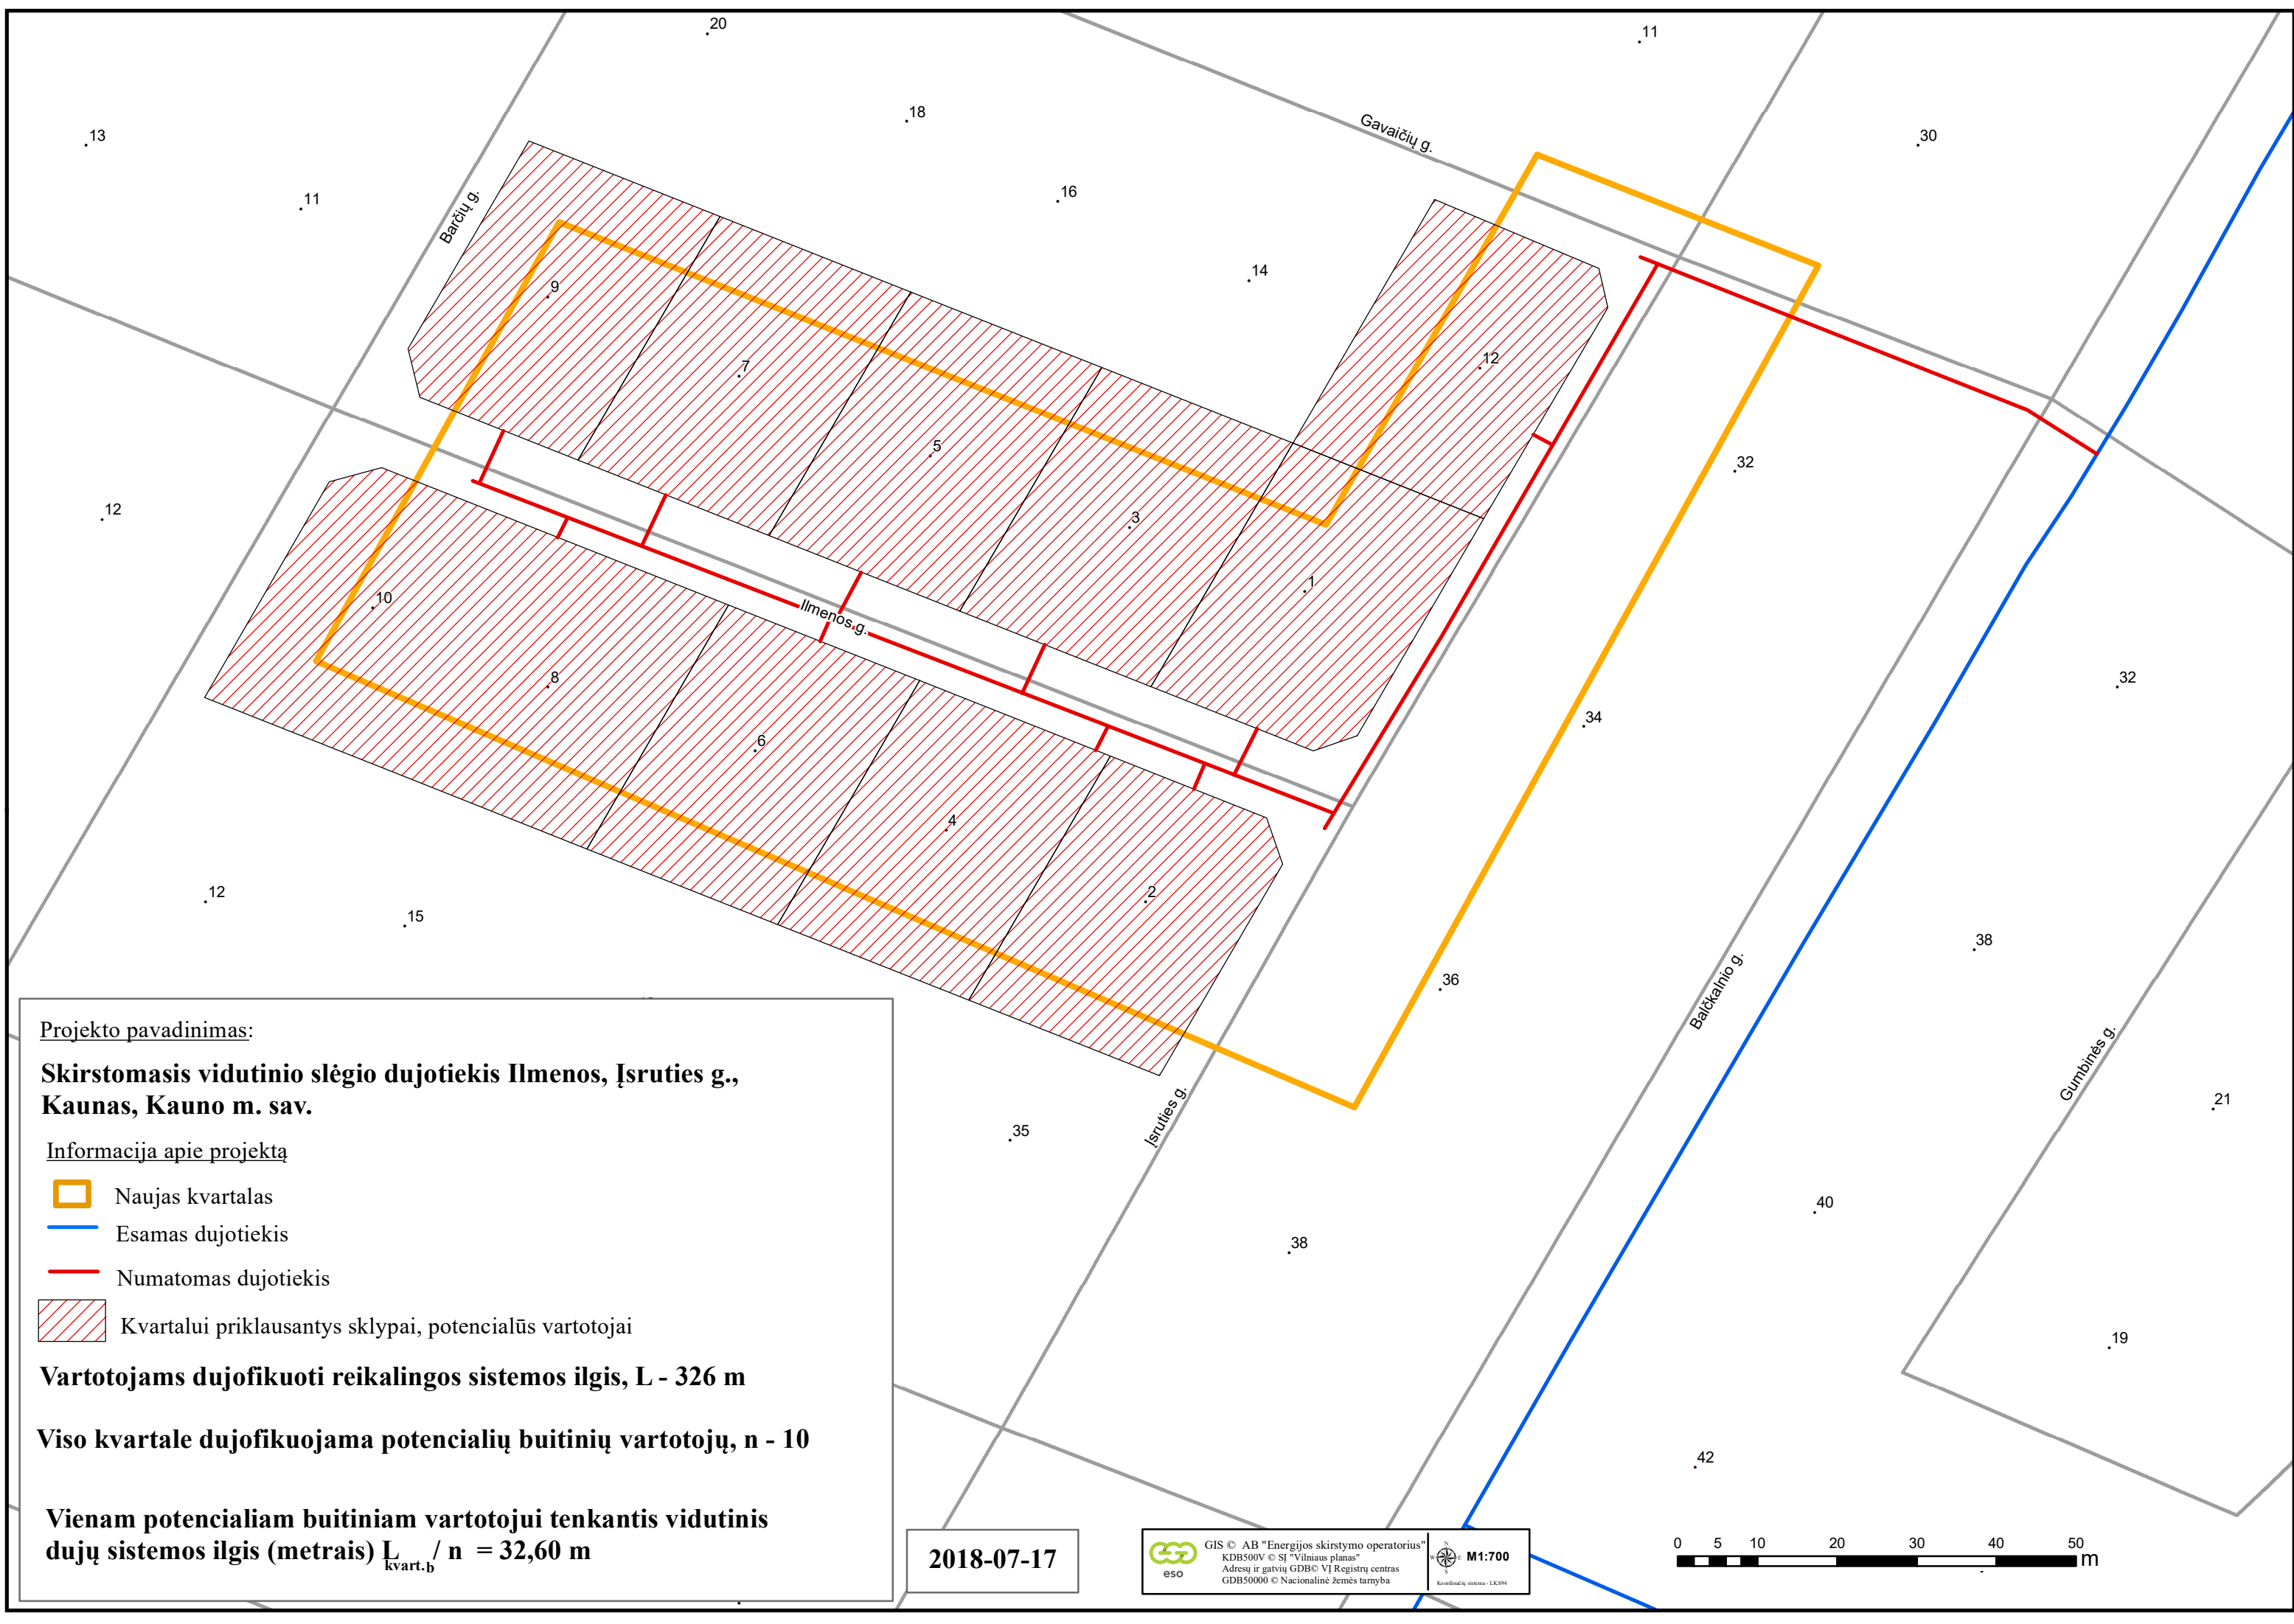 20
11
13
18
30
Gavaičių g.
11
Barčių g.
16
14
9
12
7
5
32
12
3
10
1
Ilmenos g.
8
32
34
6
4
12
15
2
38
36
Balčkalnio g.
Gumbinės g.
21
35
Įsruties g.
40
38
19
42
Projekto pavadinimas:
Skirstomasis vidutinio slėgio dujotiekis Ilmenos, Įsruties g.,
Kaunas, Kauno m. sav.
Informacija apie projektą
Naujas kvartalas
Esamas dujotiekis
Numatomas dujotiekis
Kvartalui priklausantys sklypai, potencialūs vartotojai
Vartotojams dujofikuoti reikalingos sistemos ilgis, L - 326 m
Viso kvartale dujofikuojama potencialių buitinių vartotojų, n - 10
Vienam potencialiam buitiniam vartotojui tenkantis vidutinis
dujų sistemos ilgis (metrais) L kvart.b / n = 32,60 m
2018-07-17
eso
GIS © AB "Energijos skirstymo operatorius"
KDB500V © SĮ "Vilniaus planas"
Adresų ir gatvių GDB© VĮ Registrų centras
GDB50000 © Nacionalinė žemės tarnyba
N
W E
S
M1:700
Koordinačių sistema - LKS94
0 5 10 20 30 40 50
m